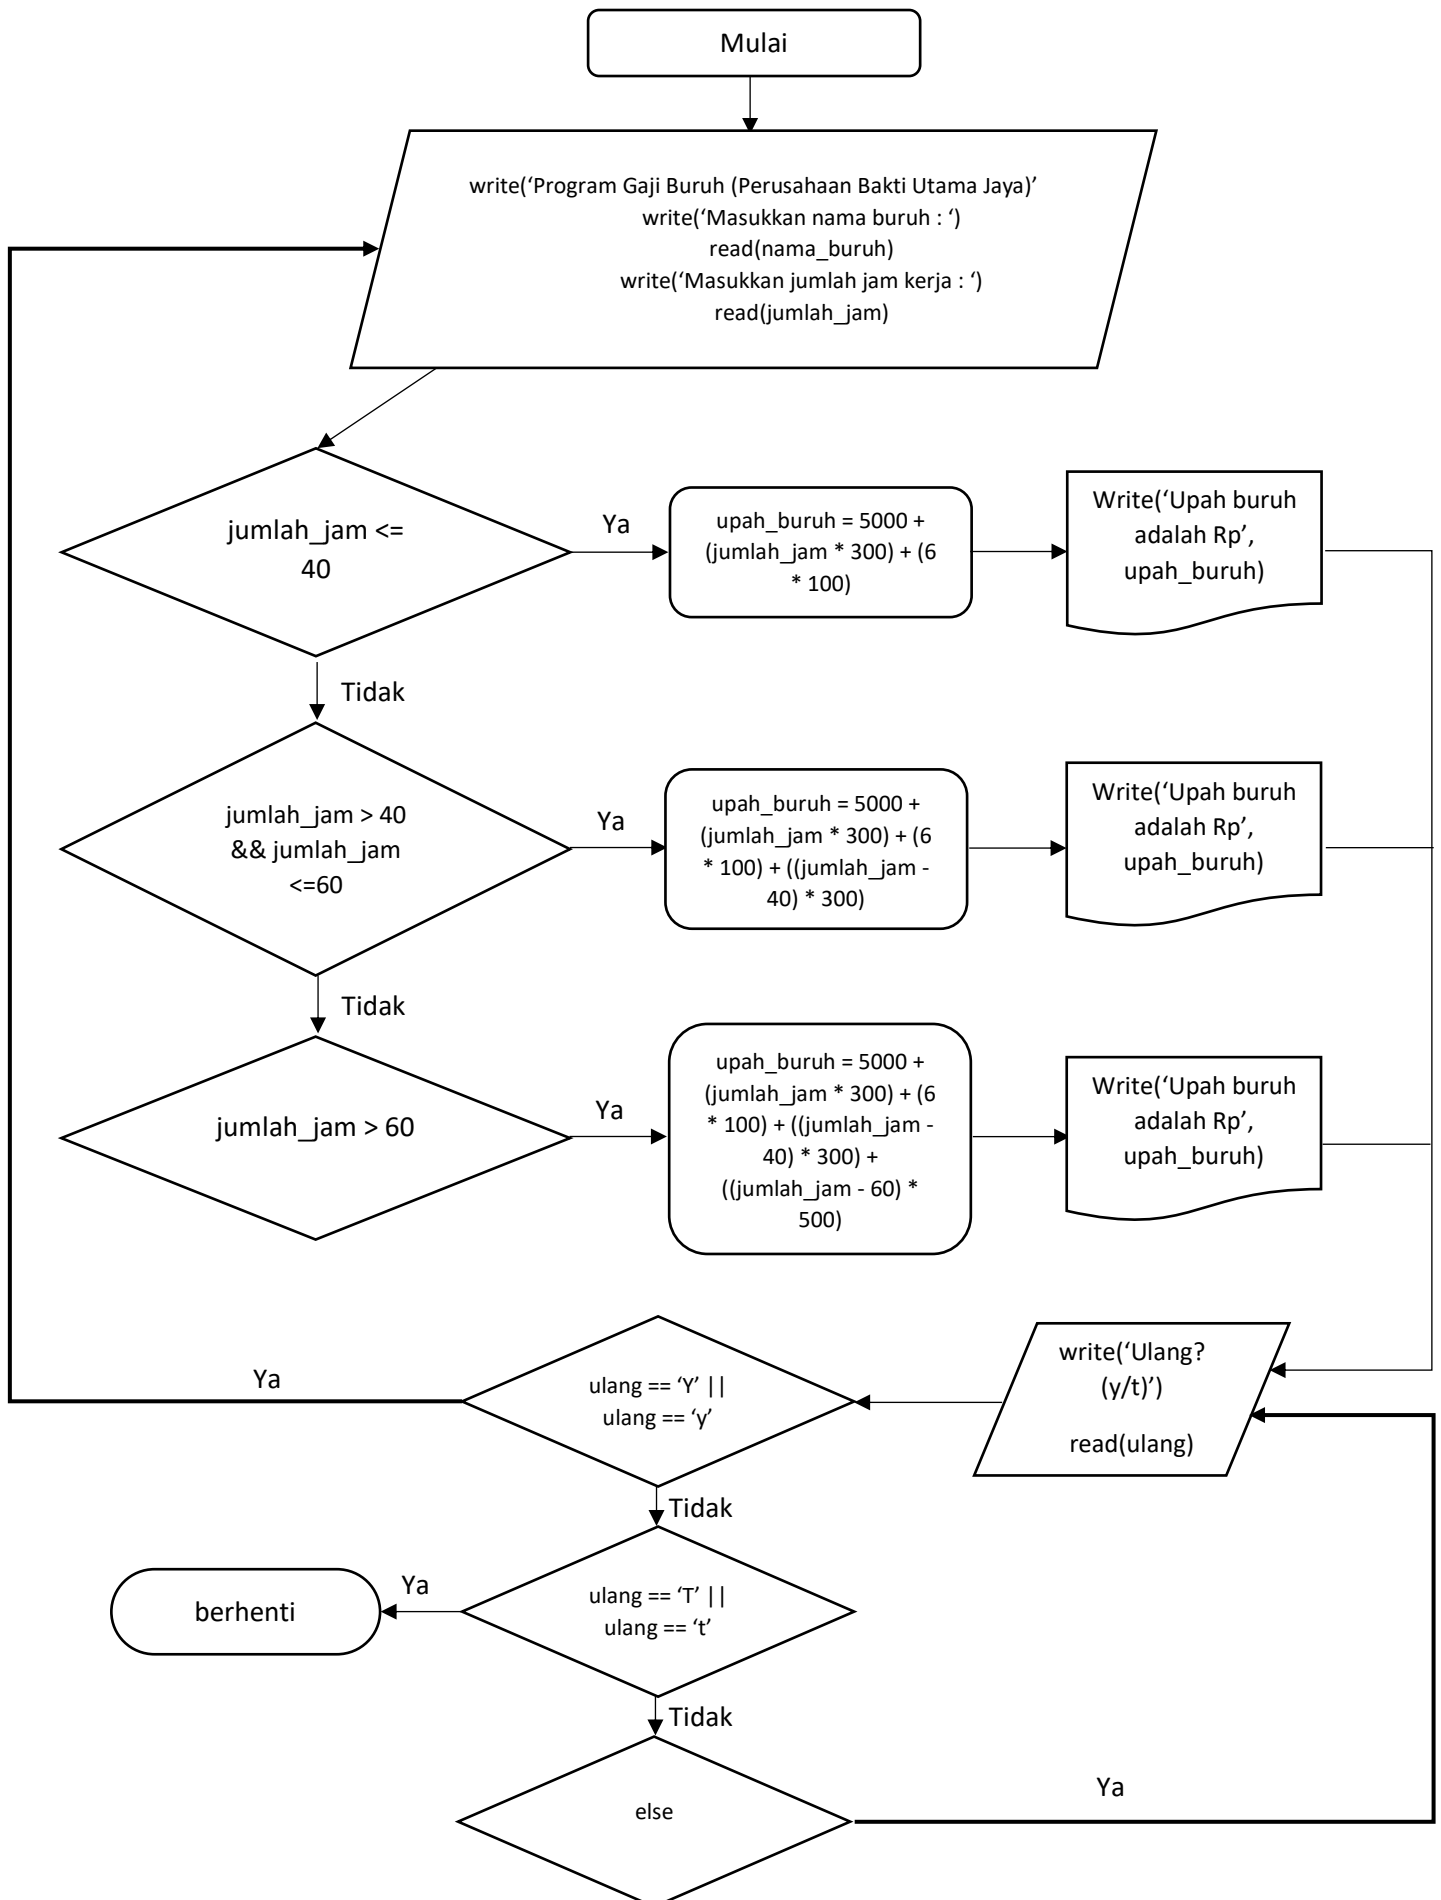 Mulai
write(‘Program Gaji Buruh (Perusahaan Bakti Utama Jaya)’
write(‘Masukkan nama buruh : ‘)
read(nama_buruh)
write(‘Masukkan jumlah jam kerja : ‘)
read(jumlah_jam)
jumlah_jam <=
40
Ya
upah_buruh = 5000 +
(jumlah_jam * 300) + (6
* 100)
Write(‘Upah buruh
adalah Rp’,
upah_buruh)
Tidak
jumlah_jam > 40
&& jumlah_jam
<=60
Ya
upah_buruh = 5000 +
(jumlah_jam * 300) + (6
* 100) + ((jumlah_jam -
40) * 300)
Write(‘Upah buruh
adalah Rp’,
upah_buruh)
Tidak
jumlah_jam > 60
Ya
upah_buruh = 5000 +
(jumlah_jam * 300) + (6
* 100) + ((jumlah_jam -
40) * 300) +
((jumlah_jam - 60) *
500)
Write(‘Upah buruh
adalah Rp’,
upah_buruh)
write(‘Ulang?
(y/t)’)
read(ulang)
ulang == ‘Y’ ||
ulang == ‘y’
Ya
Tidak
ulang == ‘T’ ||
ulang == ‘t’
Ya
berhenti
Tidak
else
Ya